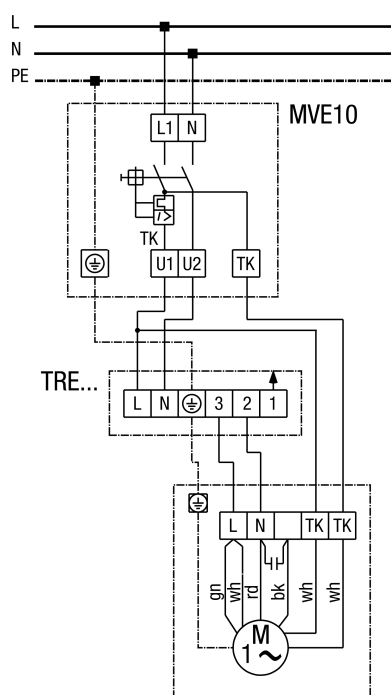 L
N
PE
MVE10
L1 N
I>
TK
U1 U2 TK
TRE...
L N 3 2 1
L N TK TK
gn wh rd bk wh wh
M
1 ~